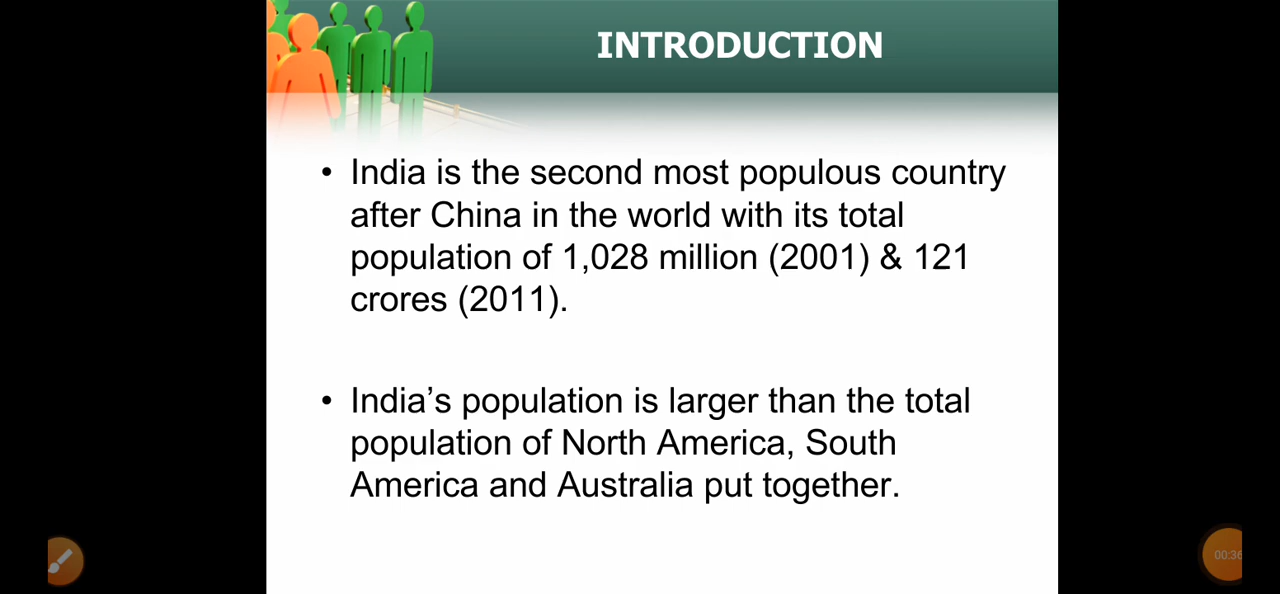 INTRODUCTION
• India is the second most populous country
after China in the world with its total
population of 1,028 million (2001) & 121
crores (2011).
• India’s population is larger than the total
population of North America, South
America and Australia put together.
00:36